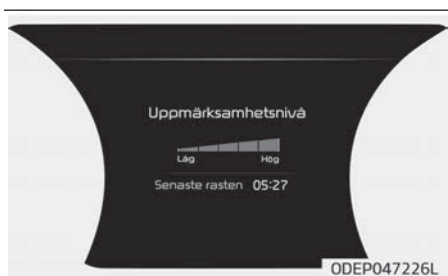 Uppmärksamhetsnivå
Låg Hög
Senaste rasten 05:27
ODEP047226L